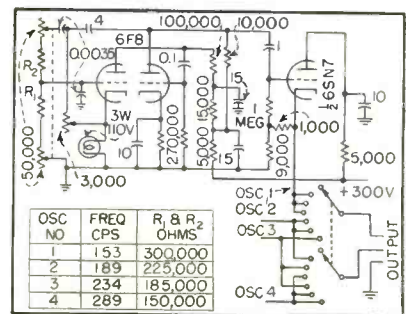 4
100,000
10,000
6F8
0.0035
0.1
1
R2
R1
3W
110V
15
15,000
1
MEG
½ 6SN7
10
1,000
50,000
10
270,000
5,000
15
9,000
5,000
3,000
+300V
OSC 1
OSC 2
OSC 3
OSC 4
OUTPUT
OSC NO FREQ CPS R1 & R2 OHMS
1 153 300,000
2 189 225,000
3 234 185,000
4 289 150,000